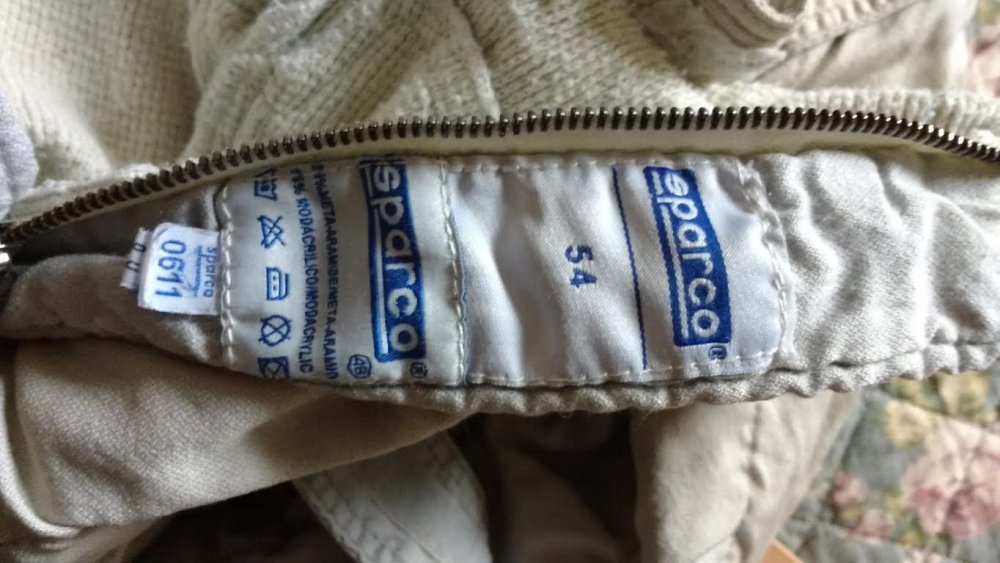 sparco®
54
sparco
META-ARAMIDE/META-ARAMID
MODACRILICO/MODACRYLIC
sparco
0611